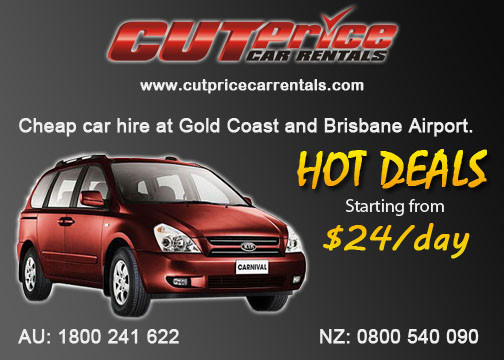 CUTPrice
CAR RENTALS
www.cutpricecarrentals.com
Cheap car hire at Gold Coast and Brisbane Airport.
HOT DEALS
Starting from
$24/day
KIA
CARNIVAL
AU: 1800 241 622
NZ: 0800 540 090